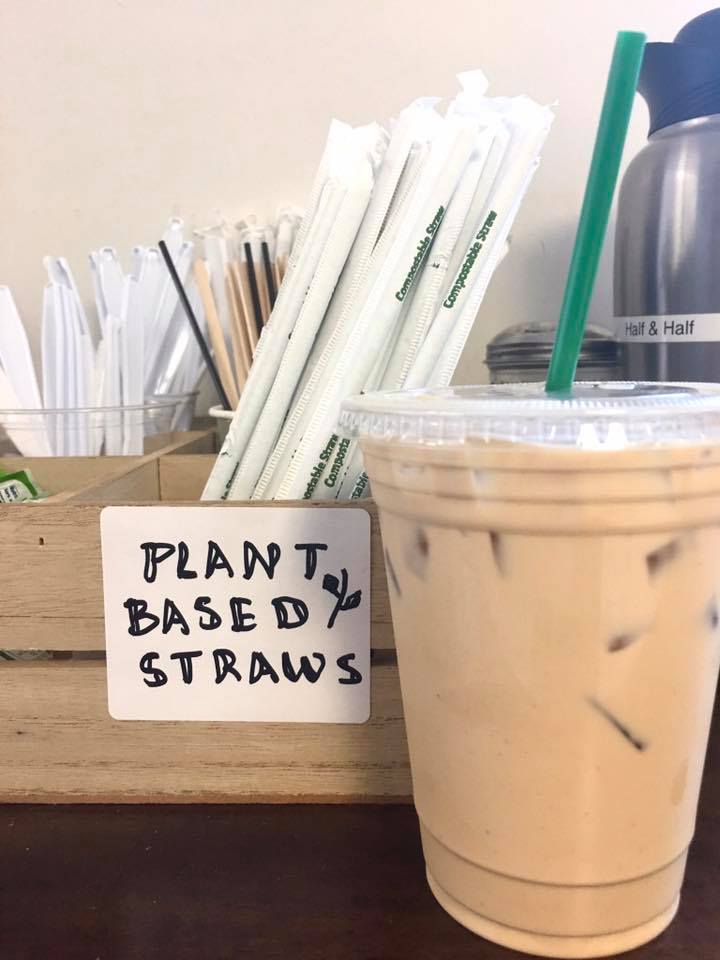 Compostable Straw
Compostable Straw
Half & Half
PLANT
BASED
STRAWS